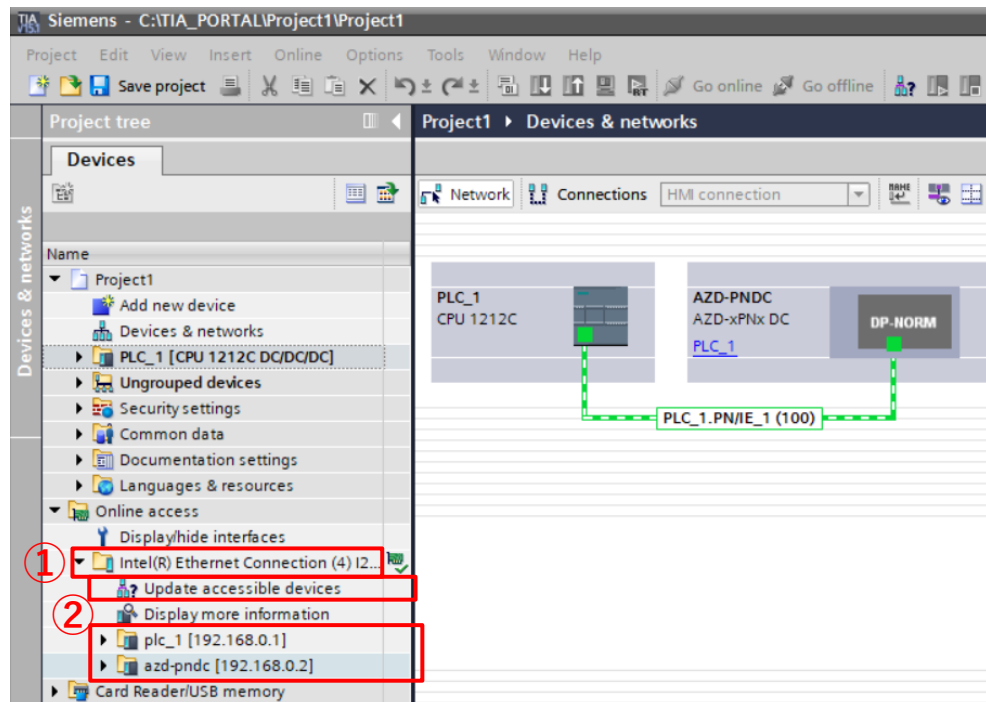 Siemens - C:\TIA_PORTAL\Project1\Project1
Project Edit View Insert Online Options Tools Window Help
Save project Go online Go offline
Project tree
Project1 Devices & networks
Devices
Network Connections HMI connection
Devices & networks
Name
Project1
Add new device
Devices & networks
PLC_1 [CPU 1212C DC/DC/DC]
Ungrouped devices
Security settings
Common data
Documentation settings
Languages & resources
Online access
Display/hide interfaces
① Intel(R) Ethernet Connection (4) I2...
Update accessible devices
② Display more information
plc_1 [192.168.0.1]
azd-pndc [192.168.0.2]
Card Reader/USB memory
PLC_1
CPU 1212C
AZD-PNDC
AZD-xPNx DC
PLC_1
DP-NORM
PLC_1.PN/IE_1 (100)